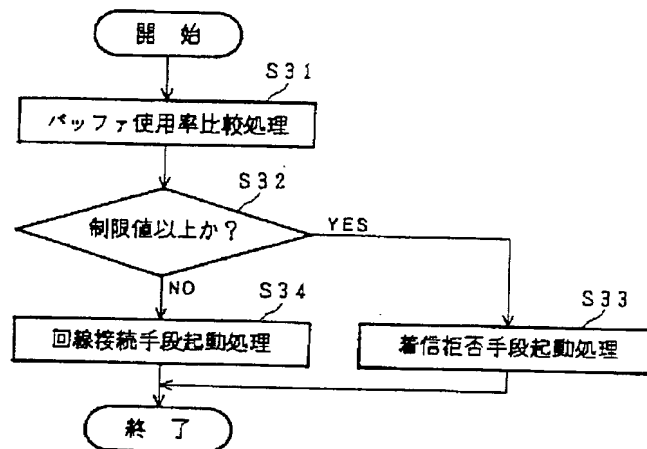 開 始
S31
バッファ使用率比較処理
S32
制限値以上か？
YES
NO
S34
回線接続手段起動処理
S33
着信拒否手段起動処理
終 了